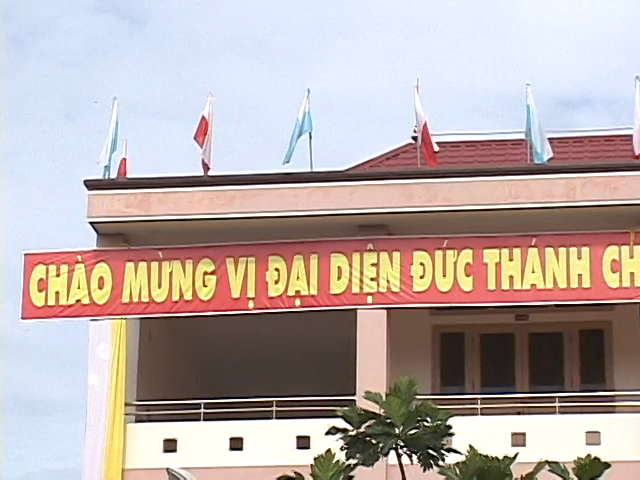 CHÀO MỪNG VỊ ĐẠI DIỆN ĐỨC THÁNH CH